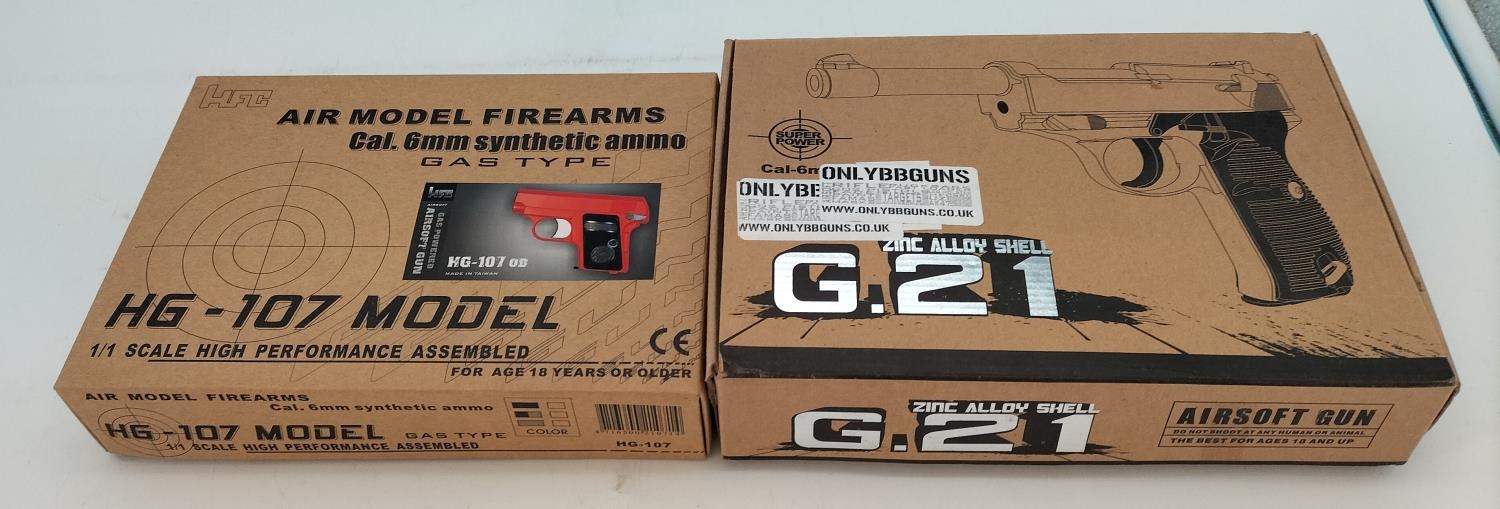 HFC
AIR MODEL FIREARMS
Cal. 6mm synthetic ammo
GAS TYPE
HFC
AIRSOFT
GAS POWERED
AIRSOFT GUN
HG-107 OB
MADE IN TAIWAN
HG-107 MODEL
1/1 SCALE HIGH PERFORMANCE ASSEMBLED
CE
FOR AGE 18 YEARS OR OLDER
AIR MODEL FIREARMS
Cal. 6mm synthetic ammo
HG-107 MODEL GAS TYPE
1/1 SCALE HIGH PERFORMANCE ASSEMBLED
COLOR
HG-107
SUPER
POWER
Cal-6m
ONLYBBGUNS
WWW.ONLYBBGUNS.CO.UK
ONLYBB
WWW.ONLYBBGUNS.CO.UK
ZINC ALLOY SHELL
G.21
ZINC ALLOY SHELL
G.21
AIRSOFT GUN
DO NOT SHOOT AT ANY HUMAN OR ANIMAL
THE BEST FOR AGES 18 AND UP